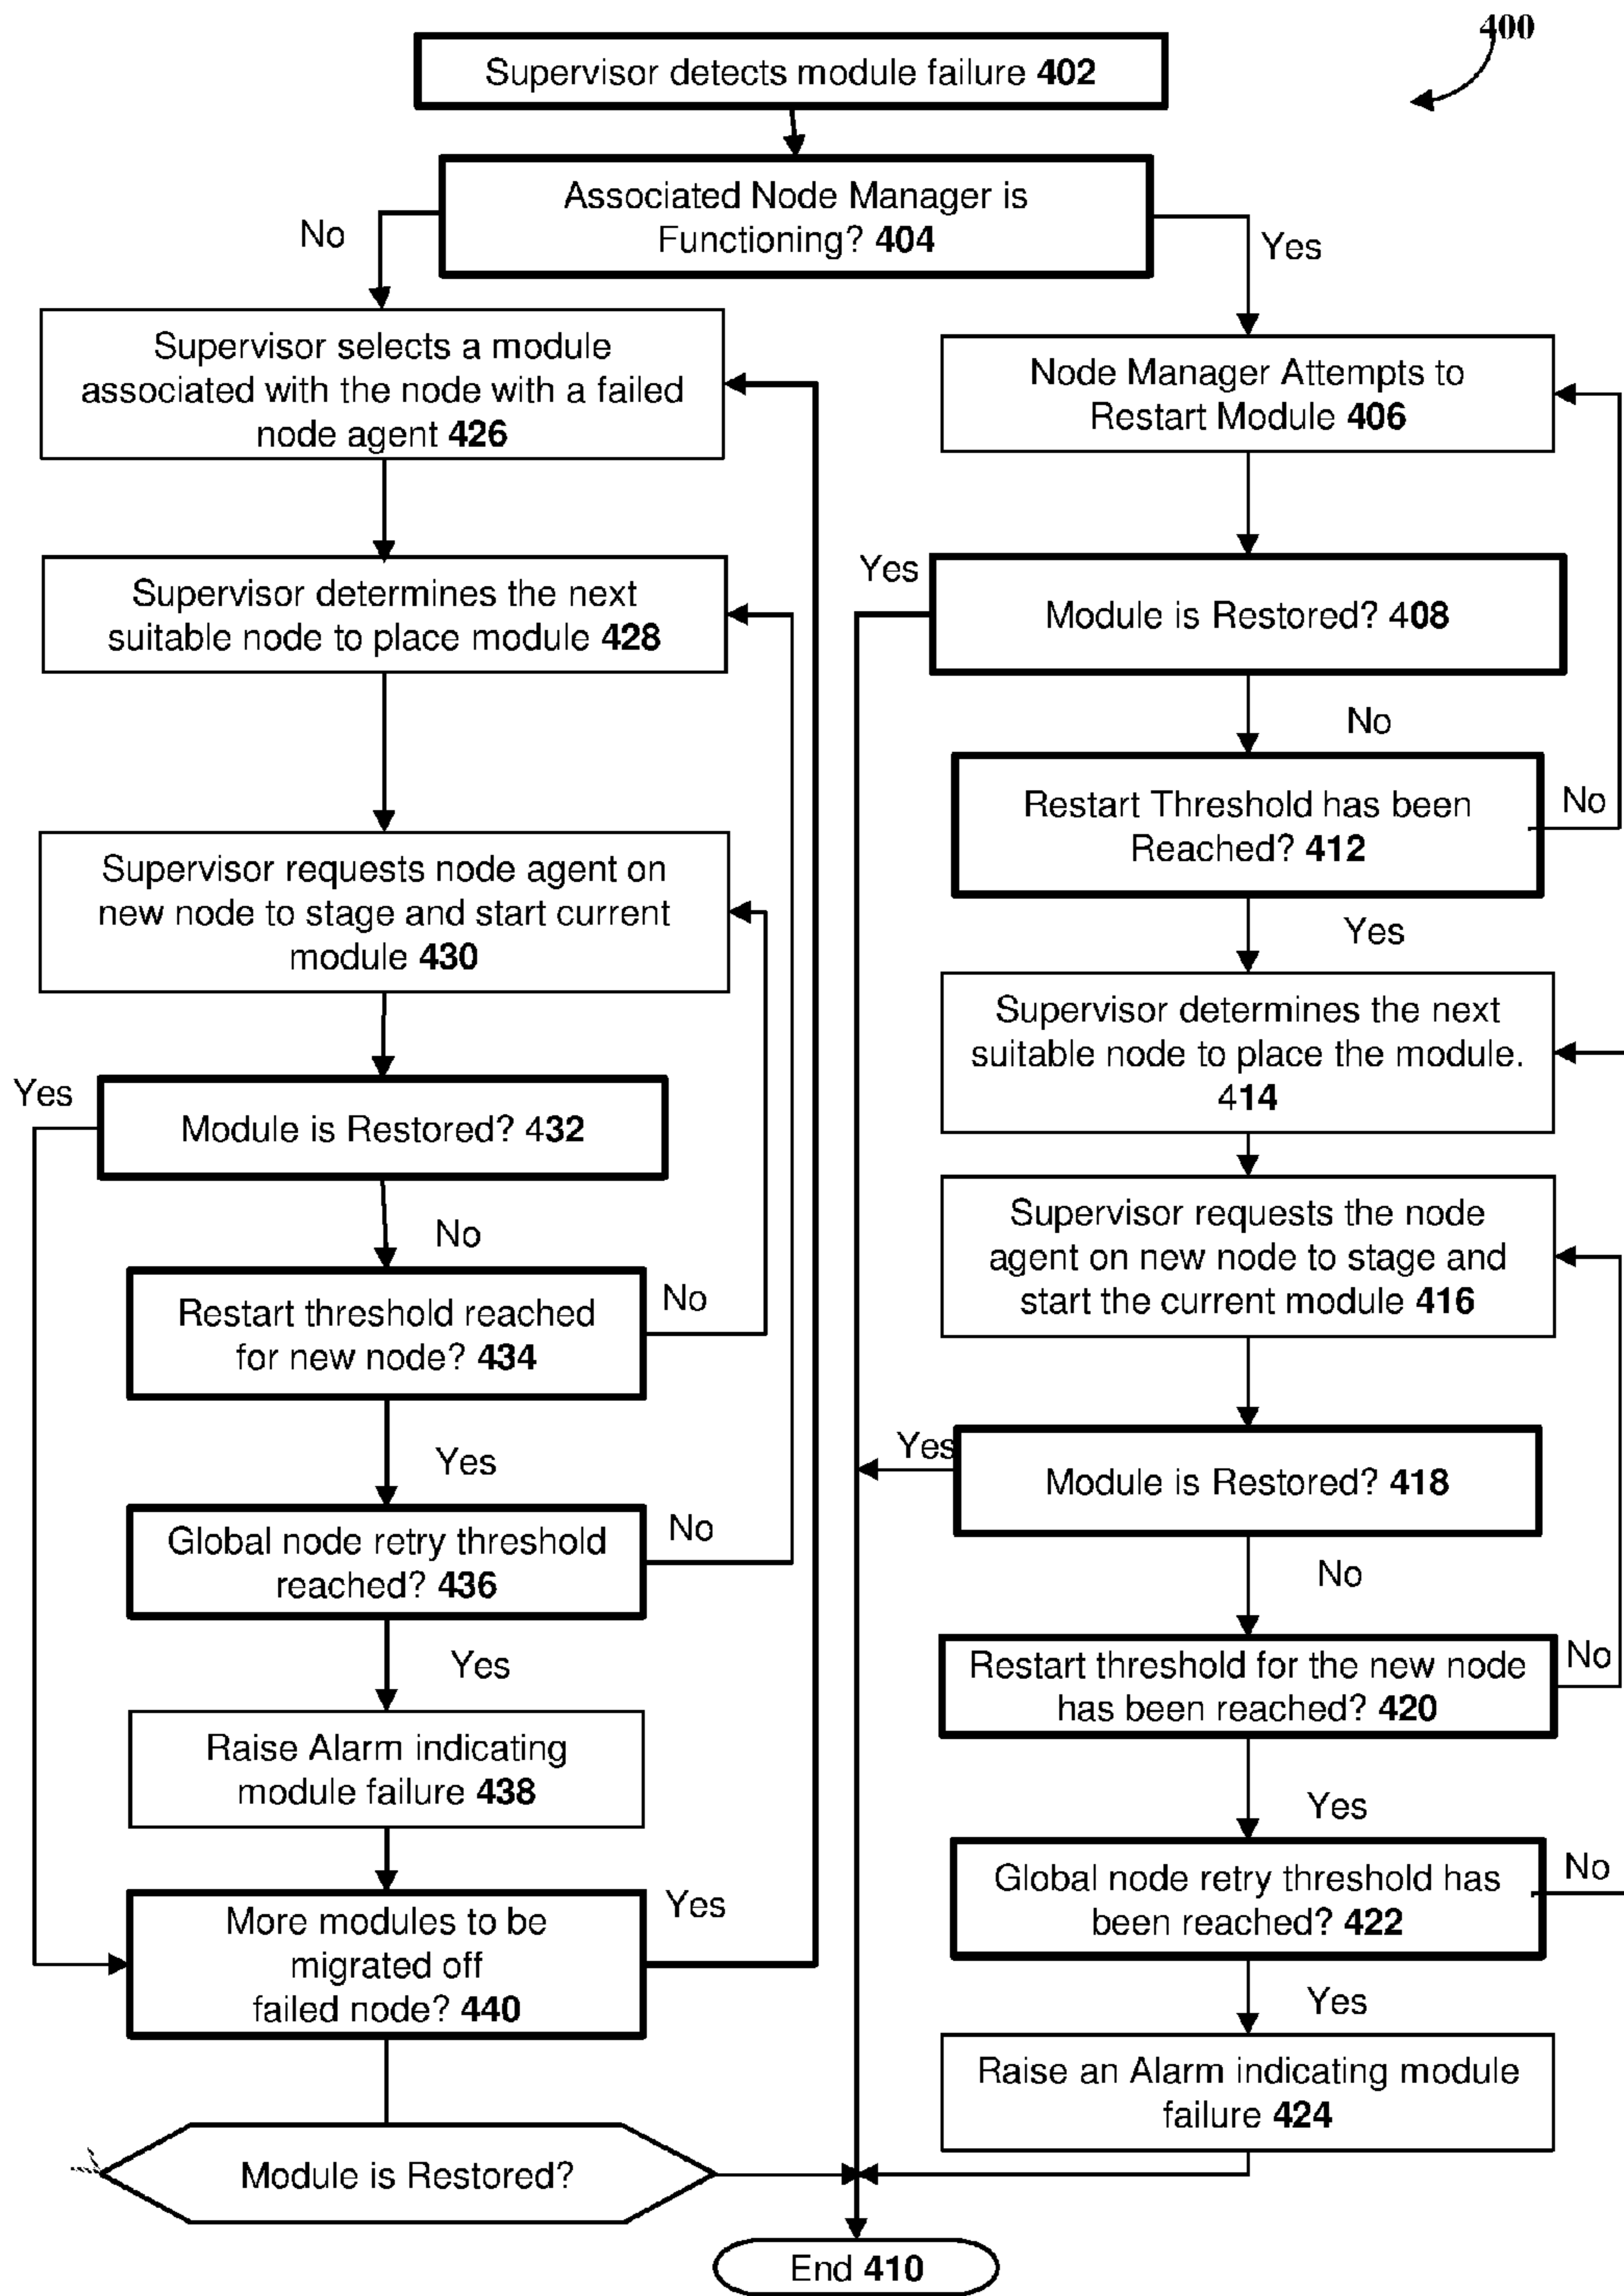 400
Supervisor detects module failure 402
Associated Node Manager is
Functioning? 404
No
Yes
Supervisor selects a module
associated with the node with a failed
node agent 426
Node Manager Attempts to
Restart Module 406
Supervisor determines the next
suitable node to place module 428
Yes
Module is Restored? 408
No
Restart Threshold has been
Reached? 412
No
Yes
Supervisor requests node agent on
new node to stage and start current
module 430
Supervisor determines the next
suitable node to place the module.
414
Yes
Module is Restored? 432
No
Supervisor requests the node
agent on new node to stage and
start the current module 416
Restart threshold reached
for new node? 434
No
Yes
Yes
Module is Restored? 418
No
Global node retry threshold
reached? 436
No
Yes
Restart threshold for the new node
has been reached? 420
No
Yes
Raise Alarm indicating
module failure 438
Global node retry threshold has
been reached? 422
No
Yes
More modules to be
migrated off
failed node? 440
Yes
Raise an Alarm indicating module
failure 424
Module is Restored?
End 410